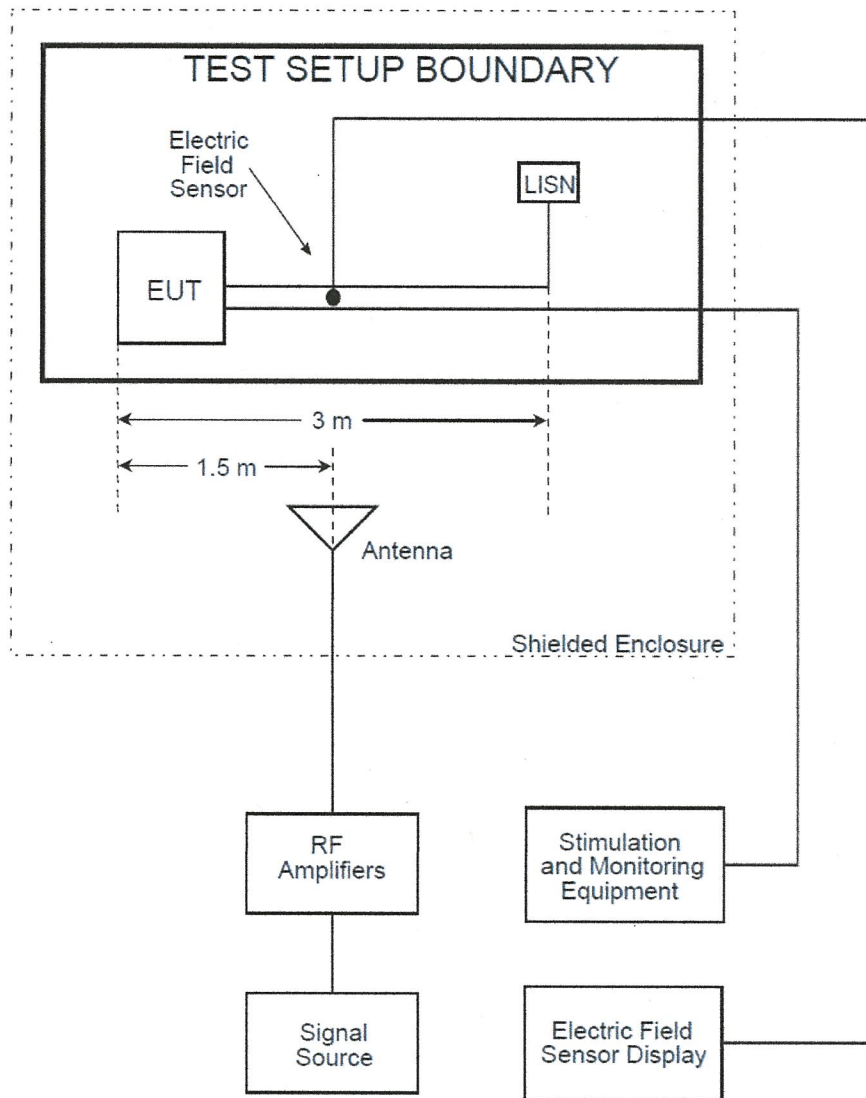 TEST SETUP BOUNDARY
Electric
Field
Sensor
LISN
EUT
3 m
1.5 m
Antenna
Shielded Enclosure
RF
Amplifiers
Stimulation
and Monitoring
Equipment
Signal
Source
Electric Field
Sensor Display